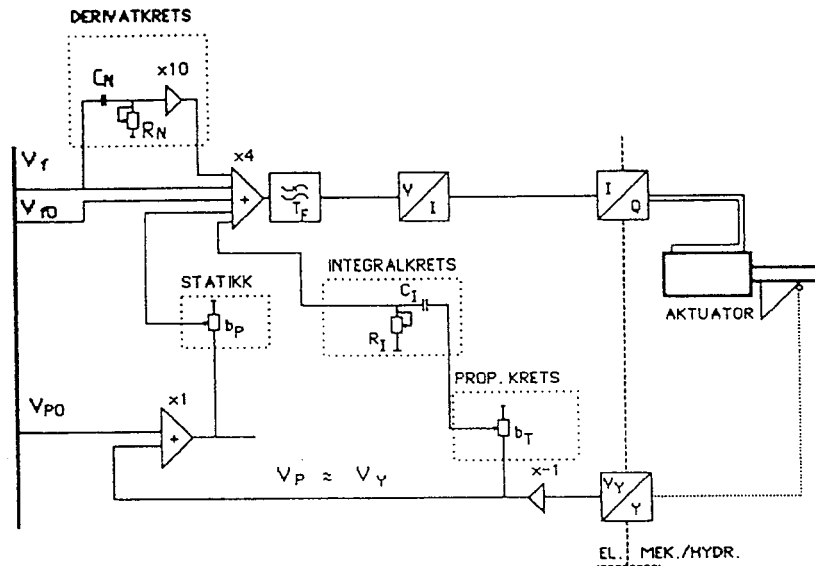 DERIVATKRETS
C_N
x10
R_N
V_f
x4
V_f0
+
T_F
V
I
I
Q
INTEGRALKRETS
C_I
STATIKK
b_P
R_I
AKTUATOR
PROP. KRETS
V_P0
x1
+
b_T
V_P ≈ V_Y
x-1
V_Y
Y
EL. MEK./HYDR.